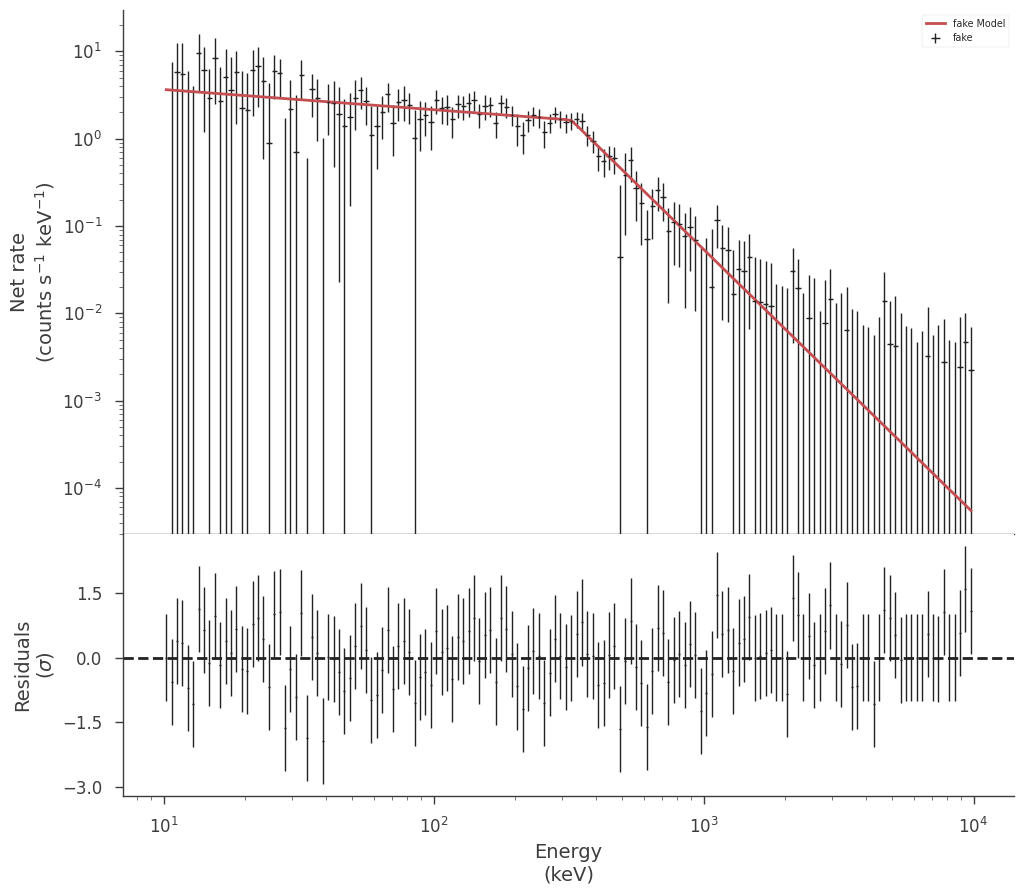 fake Model
fake
10¹
10⁰
10⁻¹
10⁻²
10⁻³
10⁻⁴
Net rate
(counts s⁻¹ keV⁻¹)
1.5
0.0
−1.5
−3.0
Residuals
(σ)
10¹ 10² 10³ 10⁴
Energy
(keV)